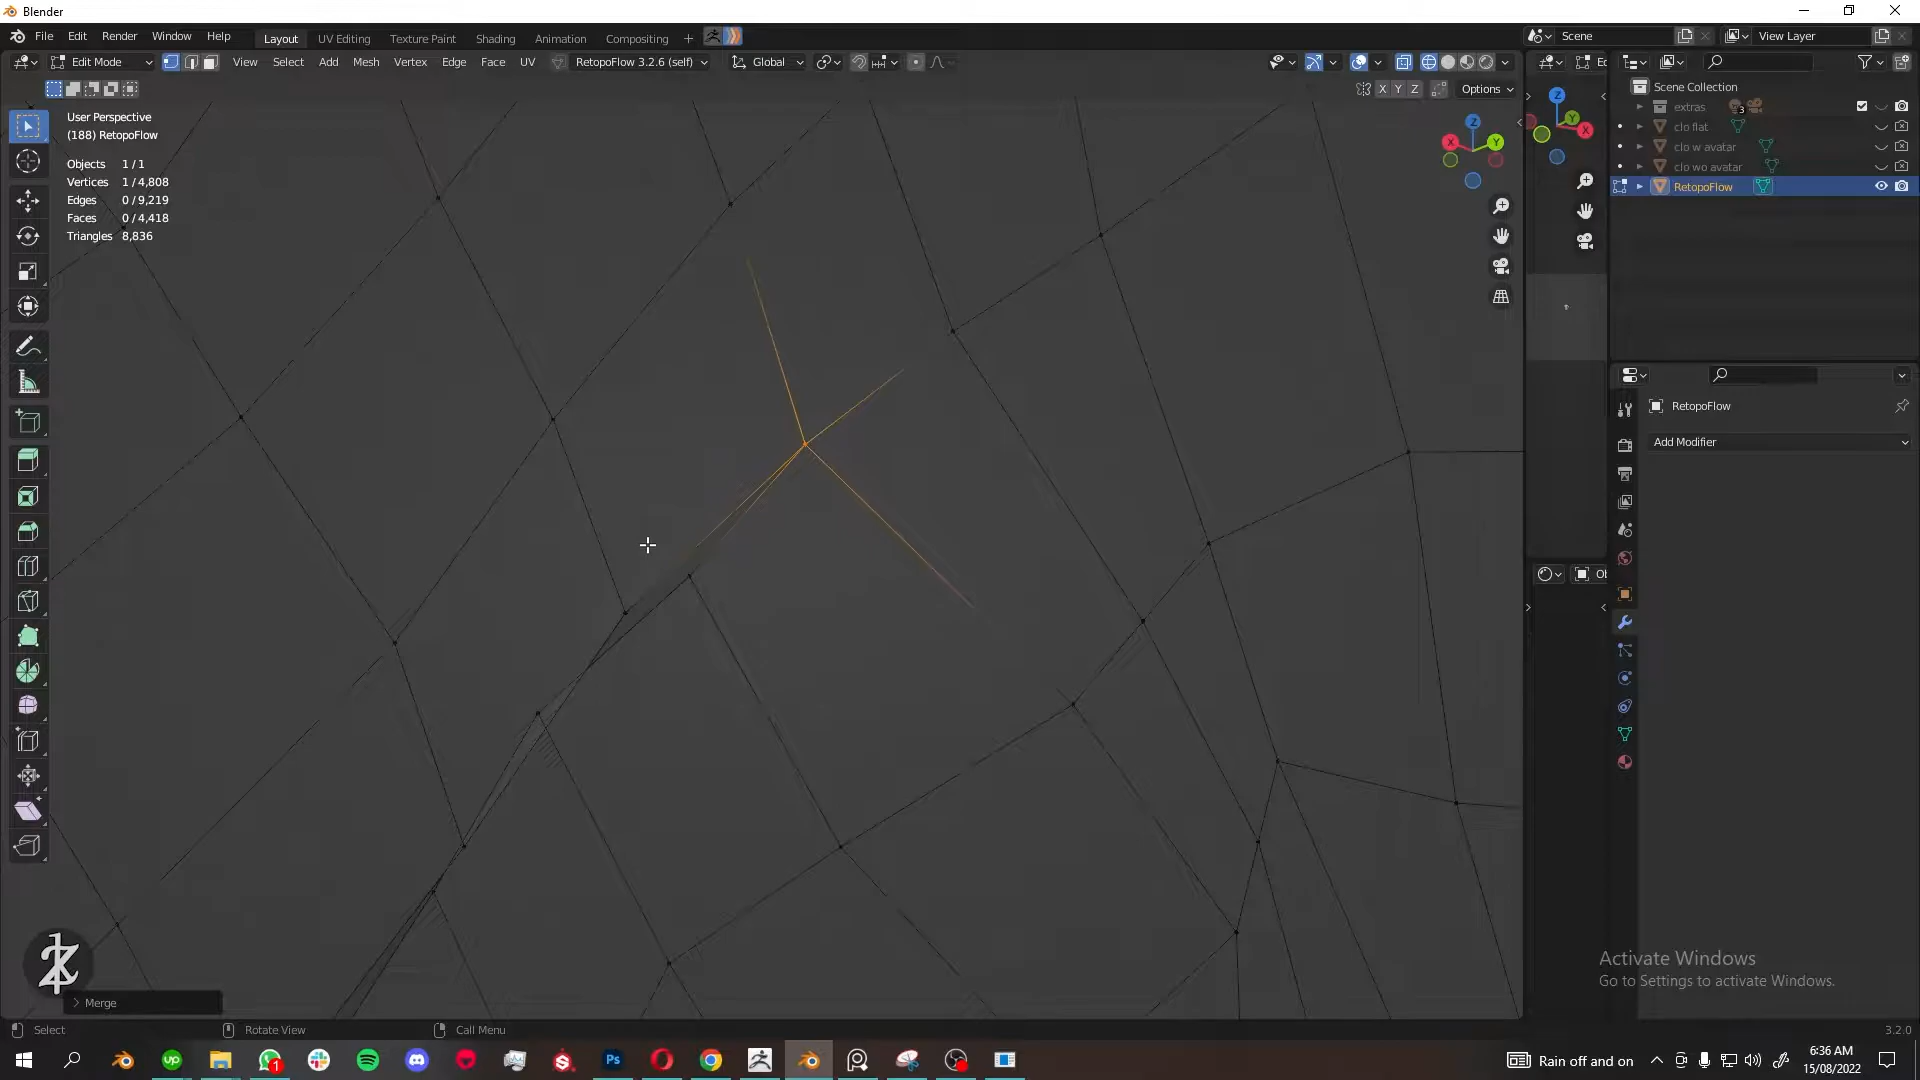 Blender
File Edit Render Window Help
Layout UV Editing Texture Paint Shading Animation Compositing +
Scene
View Layer
Edit Mode
View Select Add Mesh Vertex Edge Face UV
RetopoFlow 3.2.6 (self)
Global
X Y Z
Options
User Perspective
(188) RetopoFlow
Objects 1 / 1
Vertices 1 / 4,808
Edges 0 / 9,219
Faces 0 / 4,418
Triangles 8,836
Z
X
Y
Z
Y
X
Scene Collection
extras 3
clo flat
clo w avatar
clo wo avatar
RetopoFlow
RetopoFlow
Add Modifier
Activate Windows
Go to Settings to activate Windows.
Merge
Select
Rotate View
Call Menu
3.2.0
up
1
Ps
Rain off and on
6:36 AM
15/08/2022